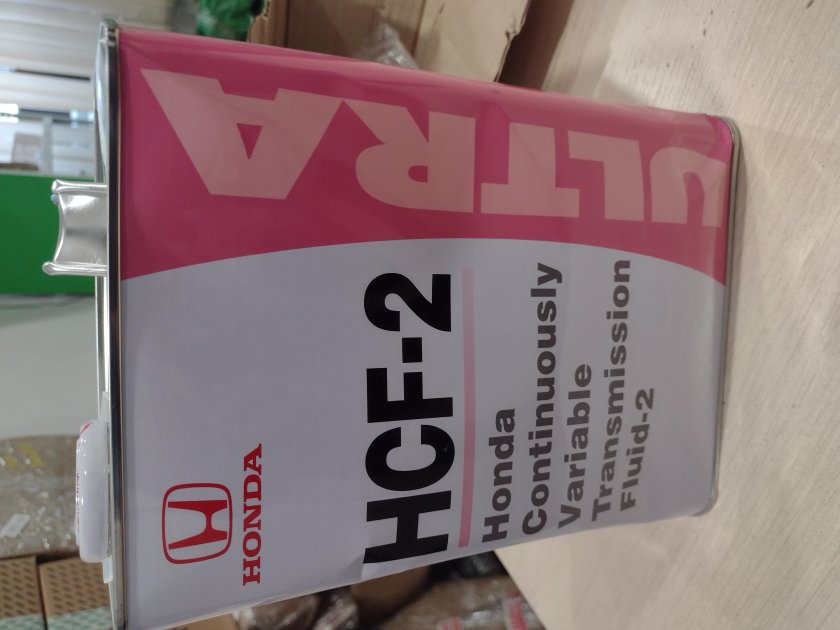 ULTRA
HONDA
HCF-2
Honda
Continuously
Variable
Transmission
Fluid-2